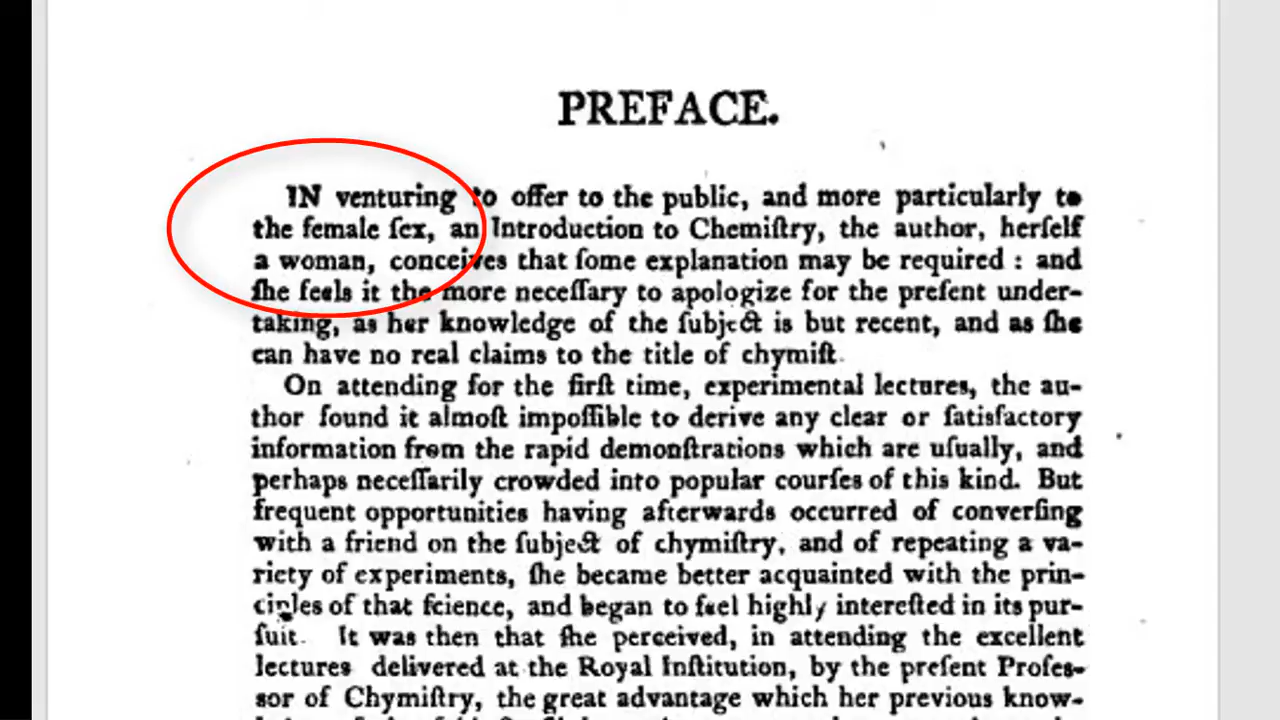 PREFACE.
IN venturing to offer to the public, and more particularly to
the female ſex, an Introduction to Chemiſtry, the author, herſelf
a woman, conceives that ſome explanation may be required : and
ſhe feels it the more neceſſary to apologize for the preſent under-
taking, as her knowledge of the ſubject is but recent, and as ſhe
can have no real claims to the title of chymiſt.
On attending for the firſt time, experimental lectures, the au-
thor found it almoſt impoſſible to derive any clear or ſatisfactory
information from the rapid demonſtrations which are uſually, and
perhaps neceſſarily crowded into popular courſes of this kind. But
frequent opportunities having afterwards occurred of converſing
with a friend on the ſubject of chymiſtry, and of repeating a va-
riety of experiments, ſhe became better acquainted with the prin-
ciples of that ſcience, and began to feel highly intereſted in its pur-
ſuit. It was then that ſhe perceived, in attending the excellent
lectures delivered at the Royal Inſtitution, by the preſent Profes-
sor of Chymiſtry, the great advantage which her previous know-